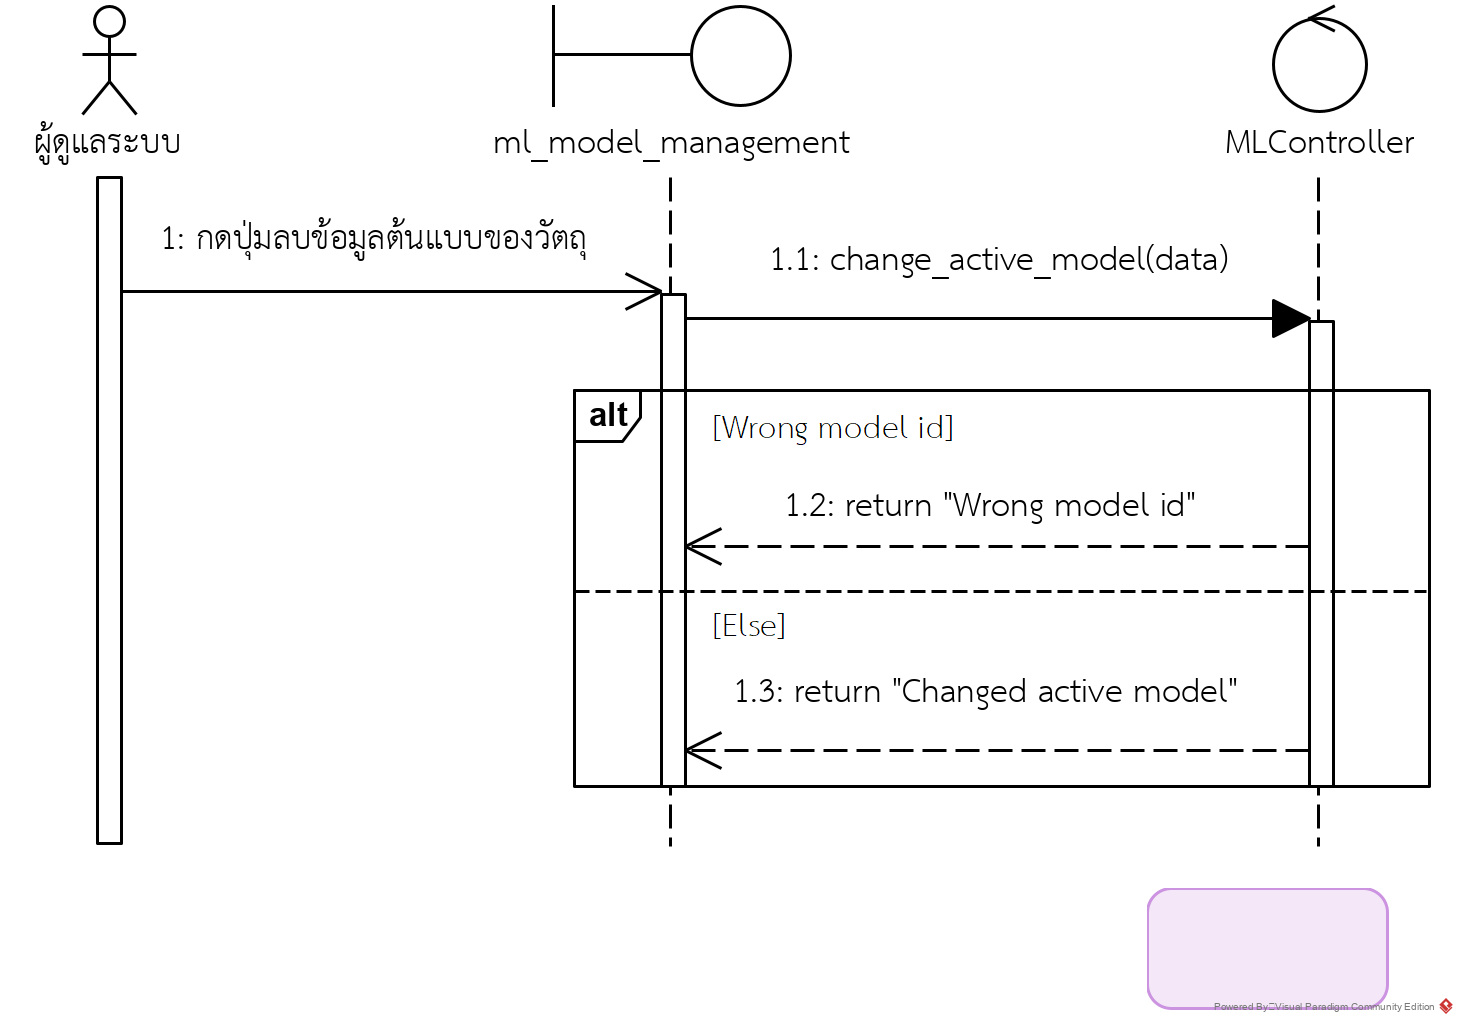 ผู้ดูแลระบบ
ml_model_management
MLController
1: กดปุ่มลบข้อมูลต้นแบบของวัตถุ
1.1: change_active_model(data)
alt
[Wrong model id]
1.2: return "Wrong model id"
[Else]
1.3: return "Changed active model"
Powered By Visual Paradigm Community Edition